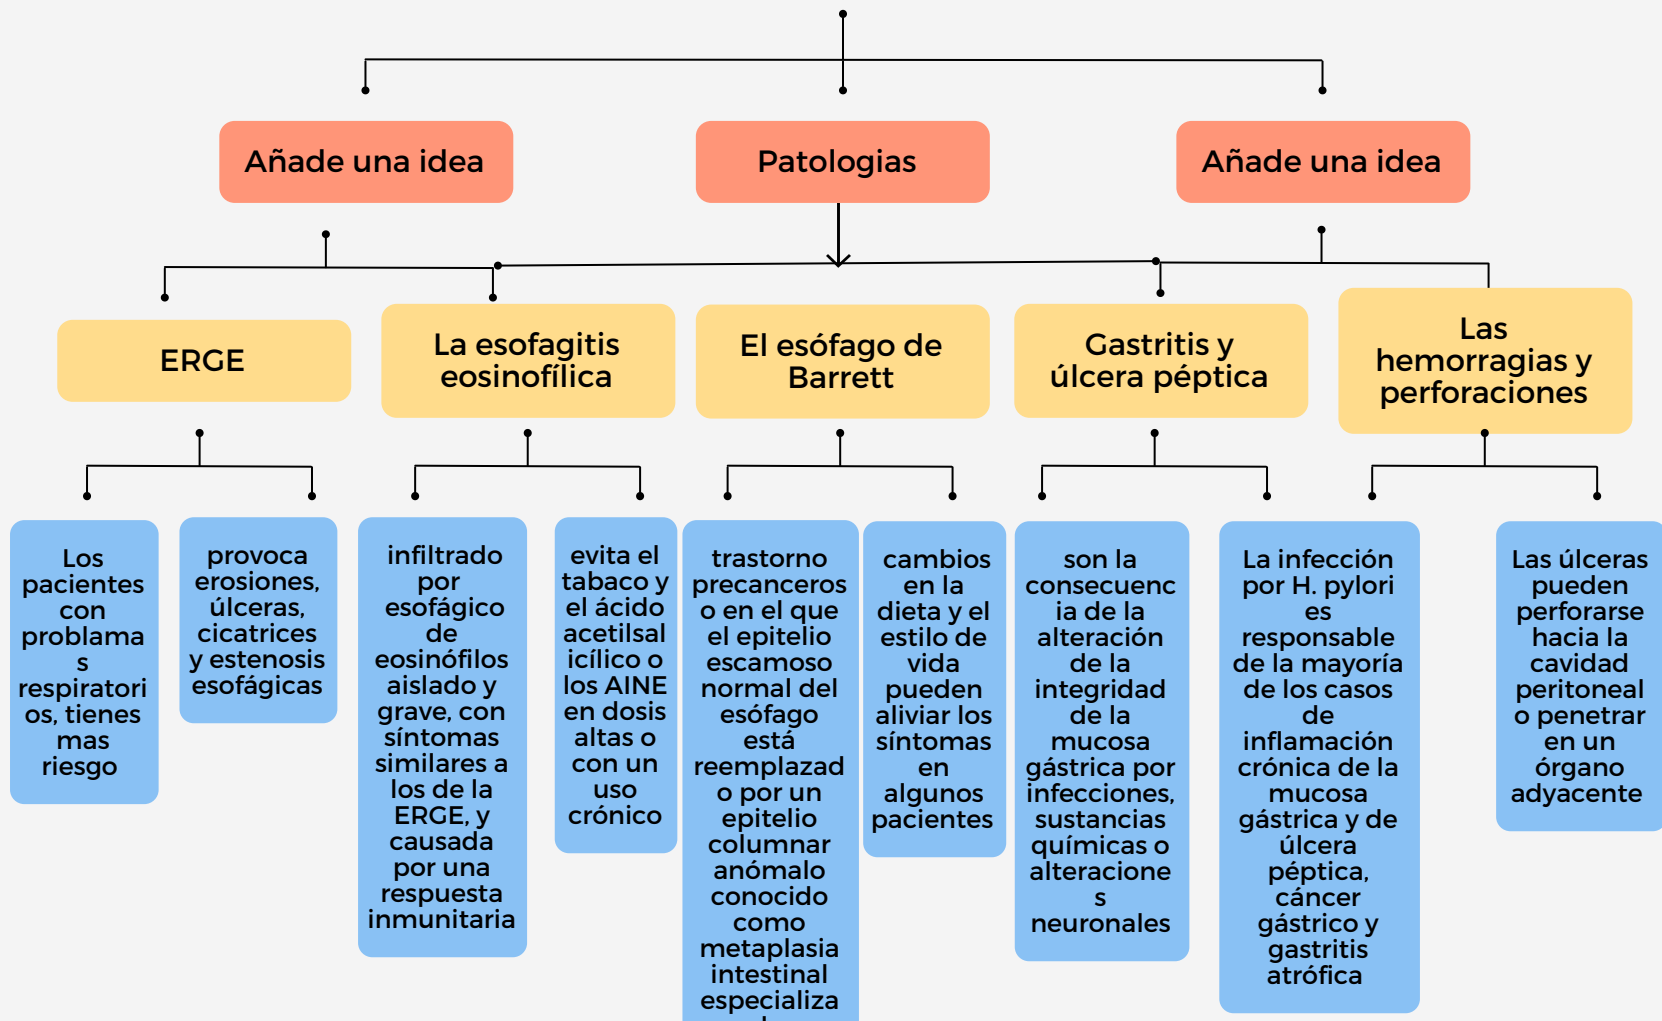 Añade una idea
Patologias
Añade una idea
ERGE
La esofagitis
eosinofílica
El esófago de
Barrett
Gastritis y
úlcera péptica
Las
hemorragias y
perforaciones
Los
pacientes
con
problama
s
respiratori
os, tienes
mas
riesgo
provoca
erosiones,
úlceras,
cicatrices
y estenosis
esofágicas
infiltrado
por
esofágico
de
eosinófilos
aislado y
grave, con
síntomas
similares a
los de la
ERGE, y
causada
por una
respuesta
inmunitaria
evita el
tabaco y
el ácido
acetilsal
icílico o
los AINE
en dosis
altas o
con un
uso
crónico
trastorno
precanceros
o en el que
el epitelio
escamoso
normal del
esófago
está
reemplazad
o por un
epitelio
columnar
anómalo
conocido
como
metaplasia
intestinal
especializa
cambios
en la
dieta y el
estilo de
vida
pueden
aliviar los
síntomas
en
algunos
pacientes
son la
consecuenc
ia de la
alteración
de la
integridad
de la
mucosa
gástrica por
infecciones,
sustancias
químicas o
alteracione
s
neuronales
La infección
por H. pylori
es
responsable
de la mayoría
de los casos
de
inflamación
crónica de la
mucosa
gástrica y de
úlcera
péptica,
cáncer
gástrico y
gastritis
atrófica
Las úlceras
pueden
perforarse
hacia la
cavidad
peritoneal
o penetrar
en un
órgano
adyacente